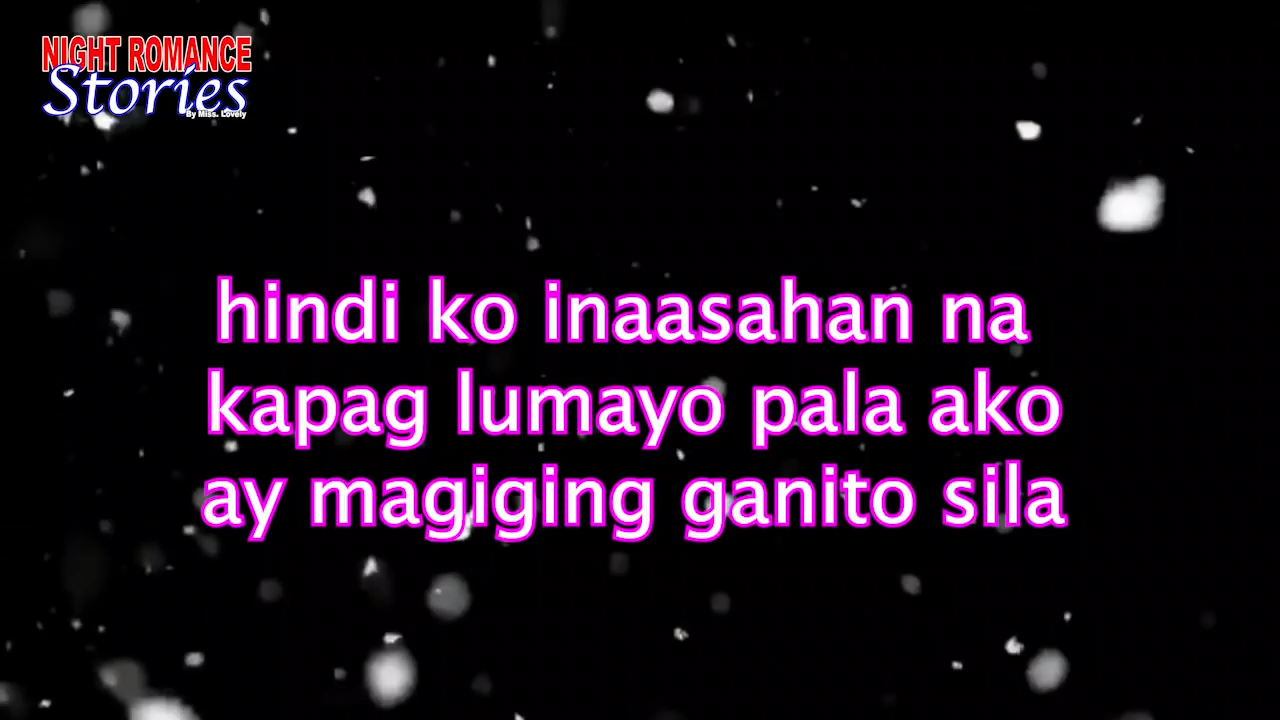 NIGHT ROMANCE
Stories
By Miss. Lovely
hindi ko inaasahan na
kapag lumayo pala ako
ay magiging ganito sila